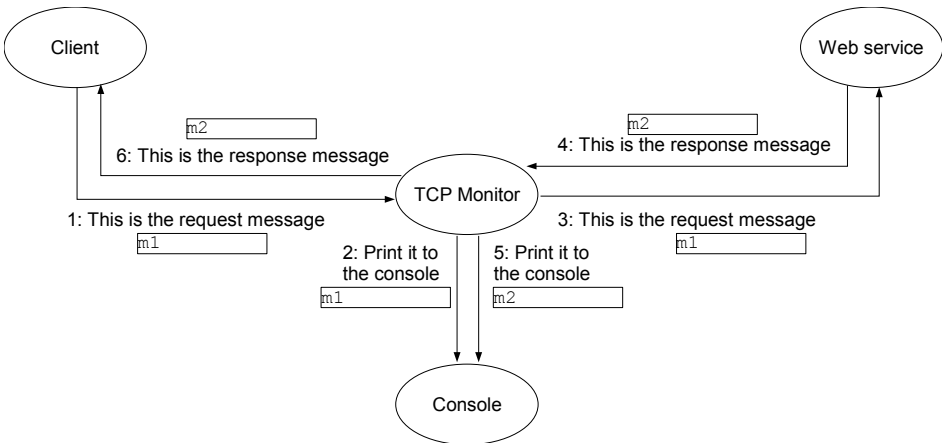 Client
Web service
m2
6: This is the response message
m2
4: This is the response message
TCP Monitor
1: This is the request message
m1
3: This is the request message
m1
2: Print it to
the console
m1
5: Print it to
the console
m2
Console